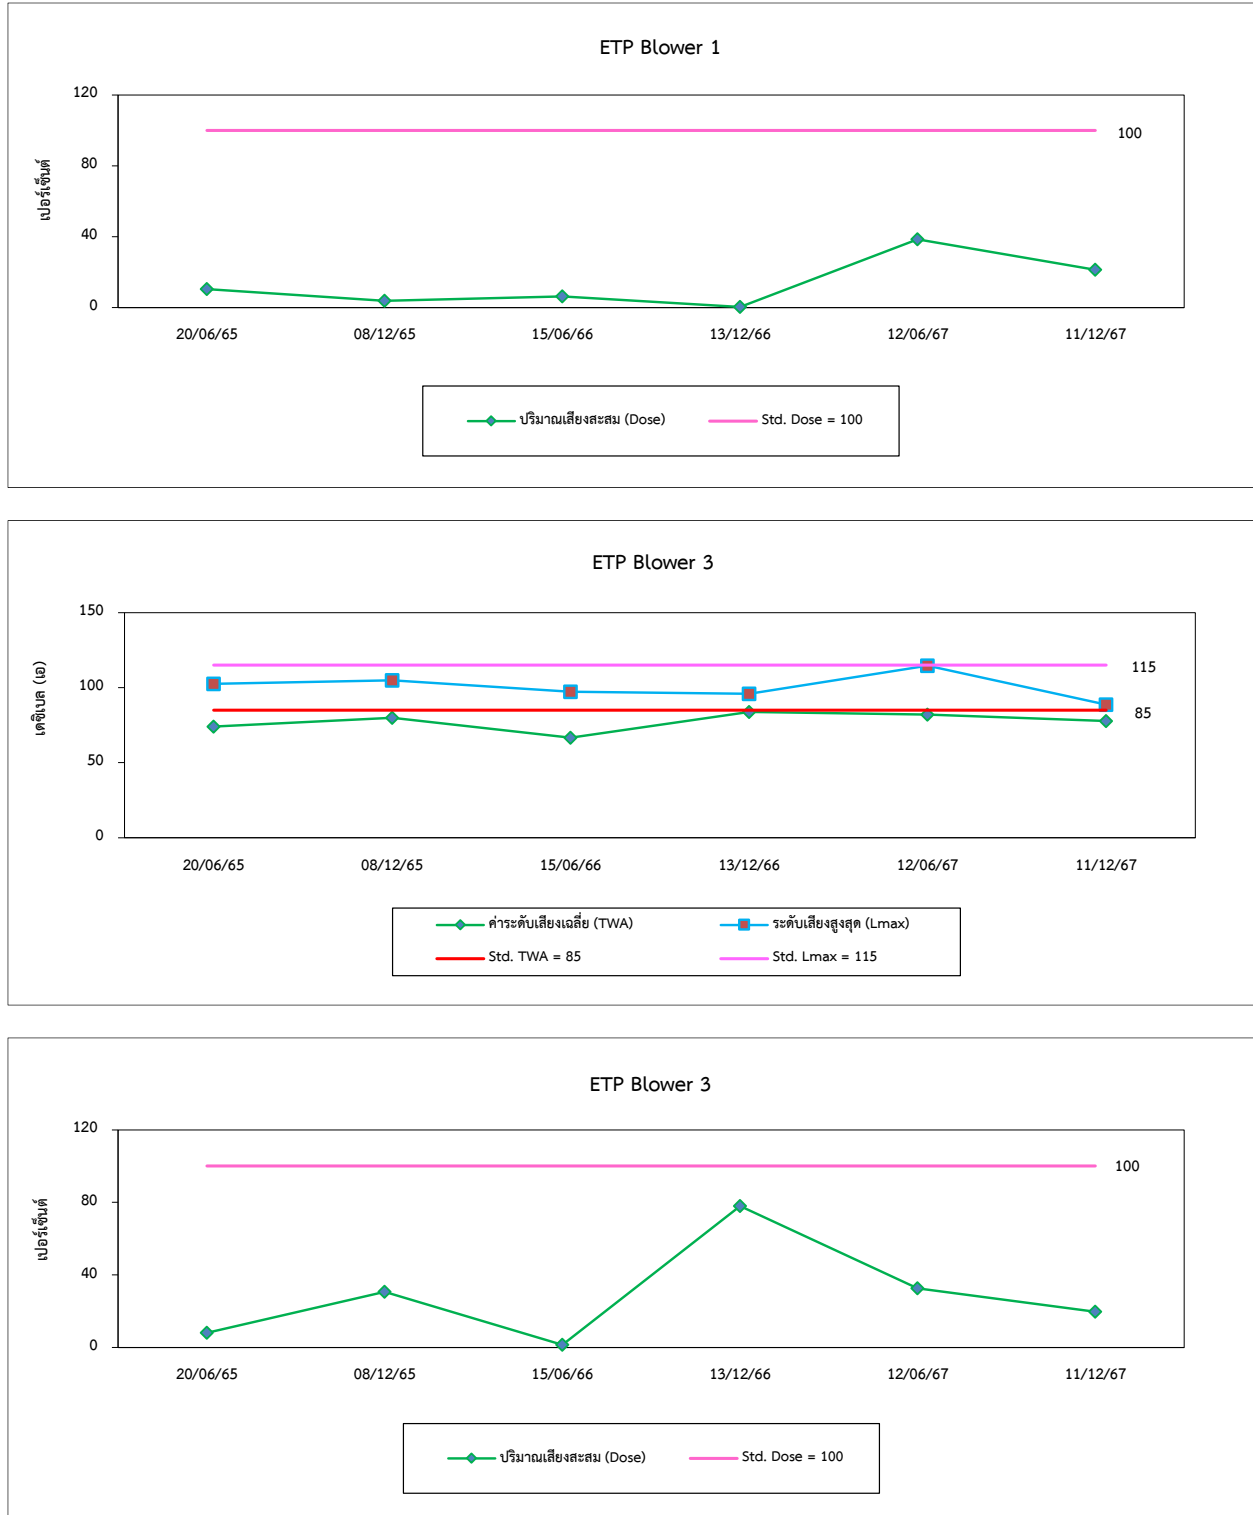 ETP Blower 1
120
80
40
0
เปอร์เซ็นต์
100
20/06/65 08/12/65 15/06/66 13/12/66 12/06/67 11/12/67
ปริมาณเสียงสะสม (Dose) Std. Dose = 100
ETP Blower 3
150
100
50
0
เดซิเบล (เอ)
115
85
20/06/65 08/12/65 15/06/66 13/12/66 12/06/67 11/12/67
ค่าระดับเสียงเฉลี่ย (TWA) ระดับเสียงสูงสุด (Lmax)
Std. TWA = 85 Std. Lmax = 115
ETP Blower 3
120
80
40
0
เปอร์เซ็นต์
100
20/06/65 08/12/65 15/06/66 13/12/66 12/06/67 11/12/67
ปริมาณเสียงสะสม (Dose) Std. Dose = 100